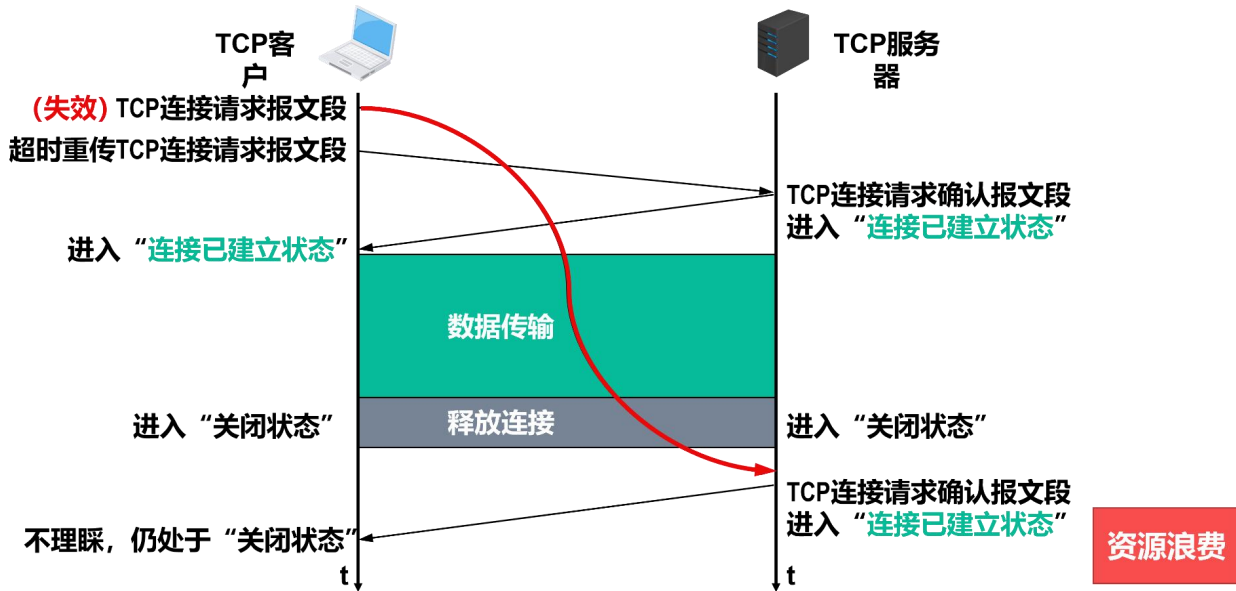 TCP客
户
TCP服务
器
（失效）TCP连接请求报文段
超时重传TCP连接请求报文段
TCP连接请求确认报文段
进入“连接已建立状态”
进入“连接已建立状态”
数据传输
进入“关闭状态”
释放连接
进入“关闭状态”
TCP连接请求确认报文段
进入“连接已建立状态”
不理睬，仍处于“关闭状态”
资源浪费
t
t